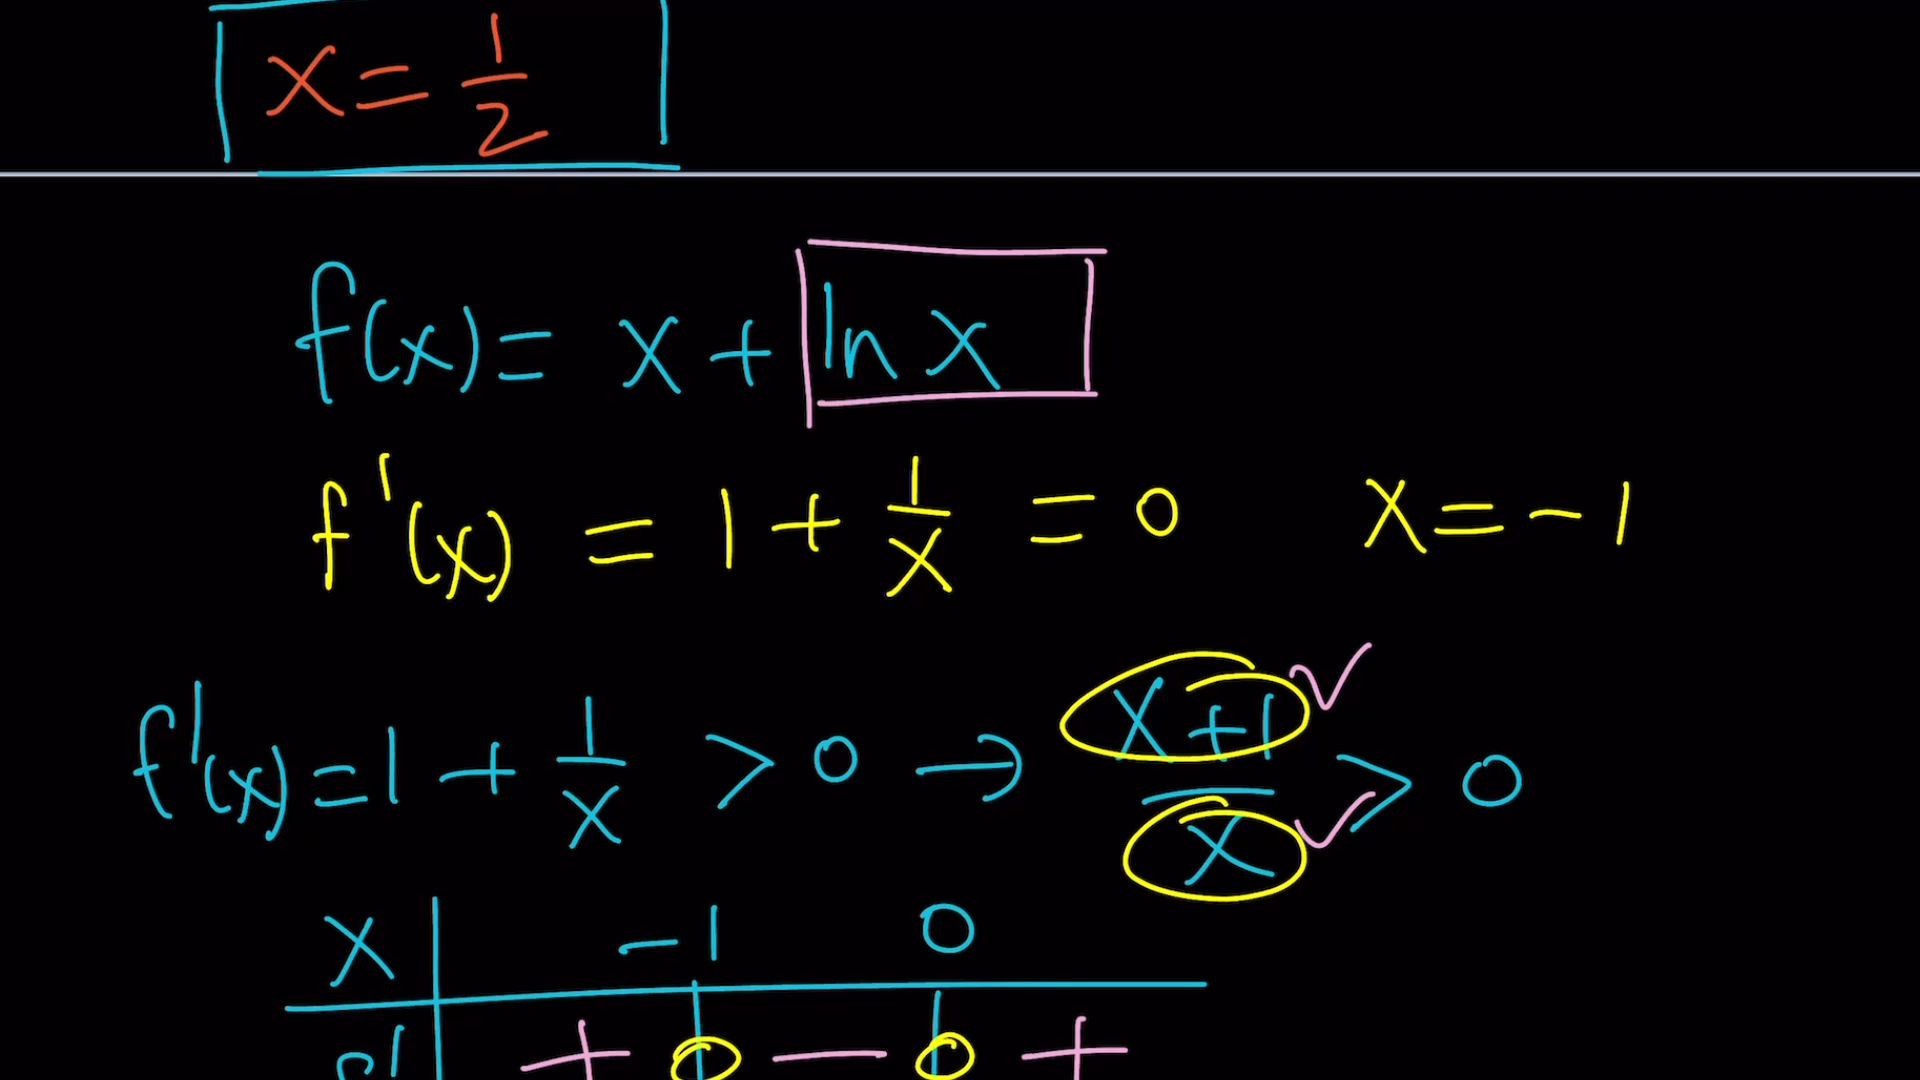 x = 1/2
f(x) = x + ln x
f'(x) = 1 + 1/x = 0    x = -1
f'(x) = 1 + 1/x > 0 → (x+1)/x > 0
x | -1 0
f' | + 0 - 0 +